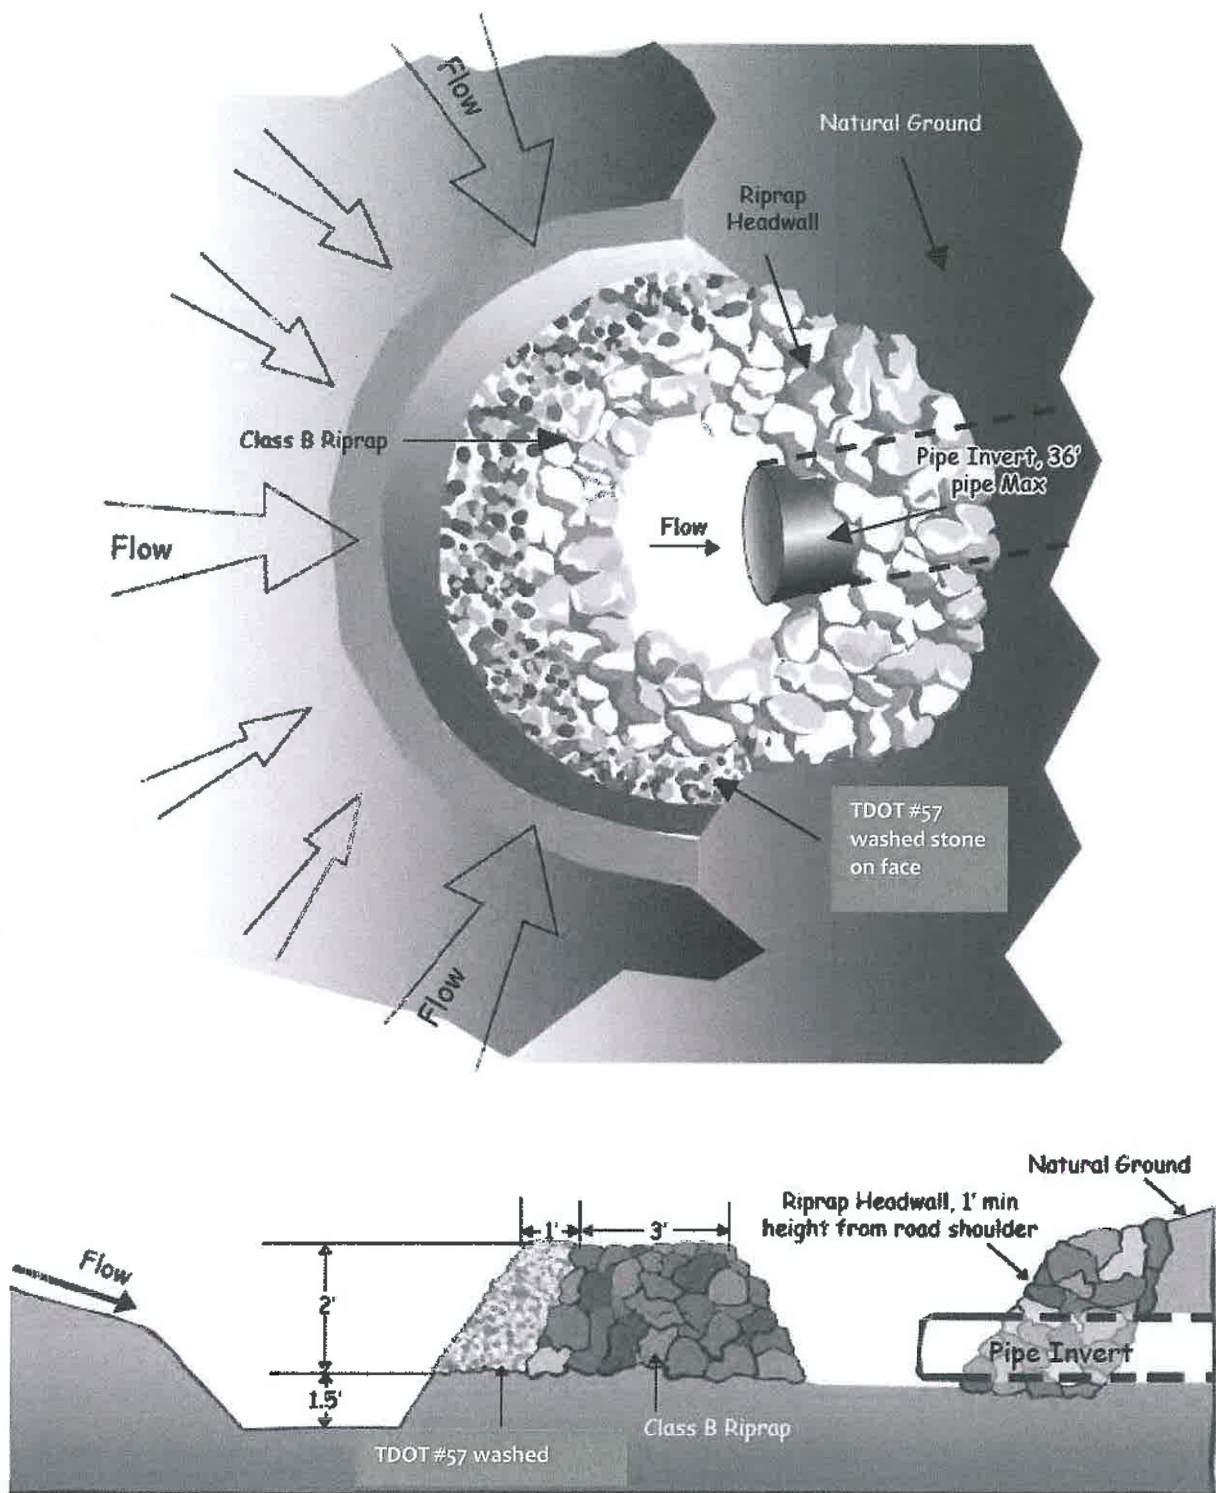 Flow
Natural Ground
Riprap
Headwall
Class B Riprap
Pipe Invert, 36'
pipe Max
Flow
Flow
TDOT #57
washed stone
on face
Flow
Natural Ground
Riprap Headwall, 1' min
height from road shoulder
1'
3'
Flow
2'
Pipe Invert
1.5'
Class B Riprap
TDOT #57 washed